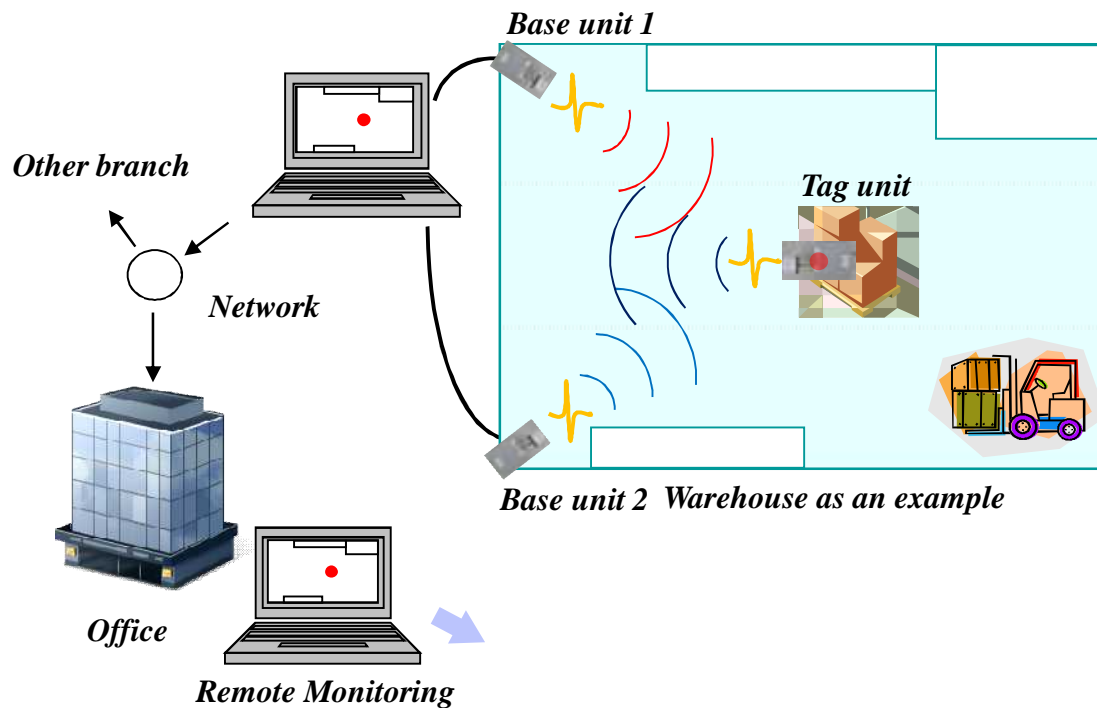 Base unit 1
Other branch
Tag unit
Network
Base unit 2
Warehouse as an example
Office
Remote Monitoring